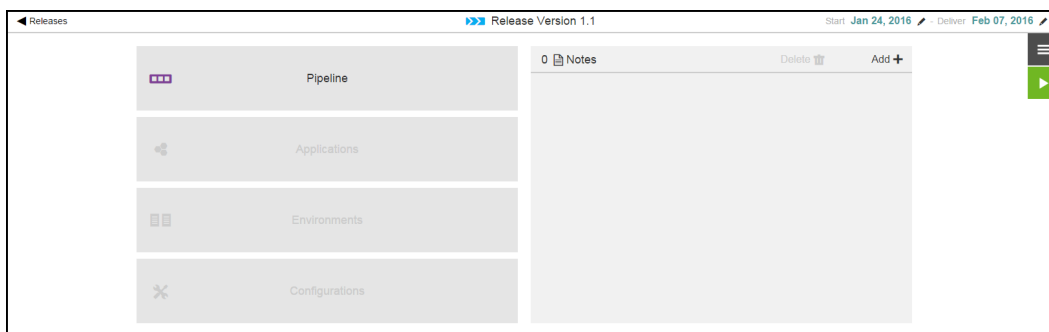 Releases
Release Version 1.1
Start Jan 24, 2016 - Deliver Feb 07, 2016
Pipeline
0 Notes Delete Add
Applications
Environments
Configurations